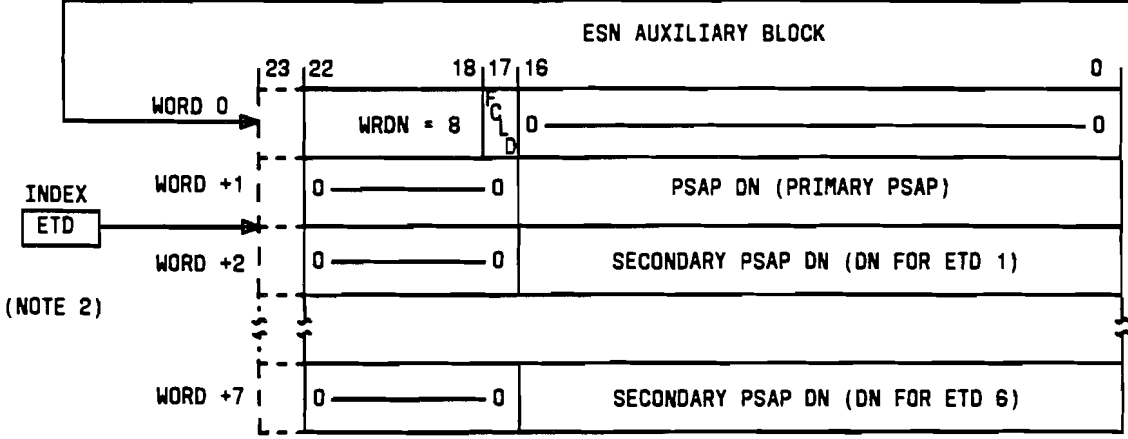 ESN AUXILIARY BLOCK
23 22 18 17 16 0
WORD 0 WRDN = 8 FCLD 0 0
WORD +1 0 0 PSAP DN (PRIMARY PSAP)
INDEX
ETD
WORD +2 0 0 SECONDARY PSAP DN (DN FOR ETD 1)
(NOTE 2)
WORD +7 0 0 SECONDARY PSAP DN (DN FOR ETD 6)